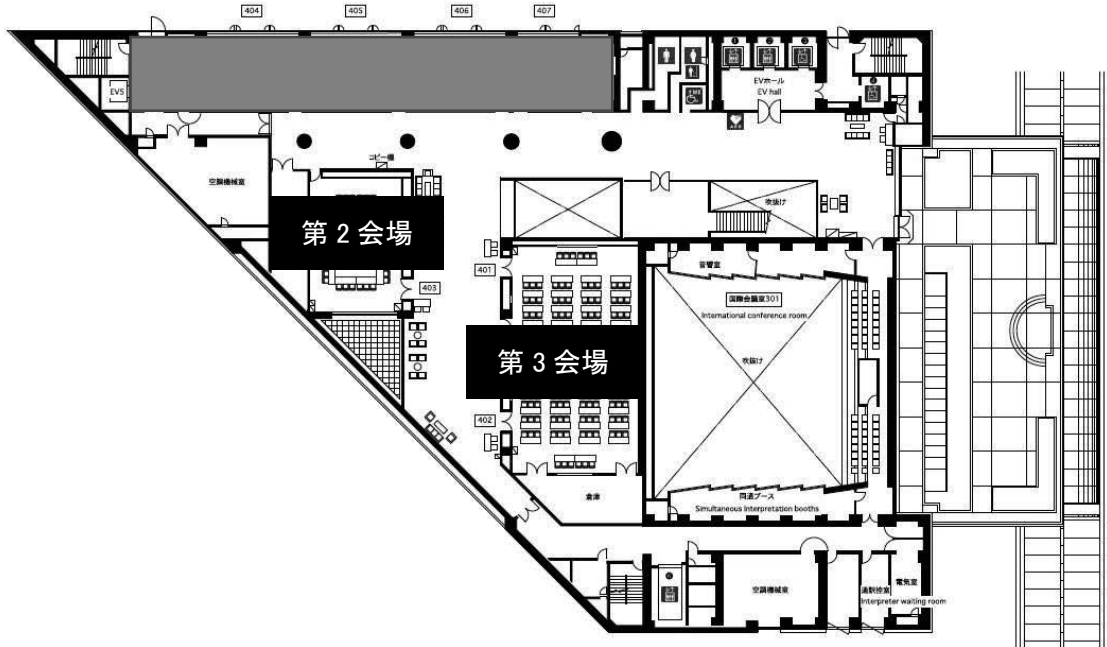 404
405
406
407
EV5
EVホール
EV hall
AED
コピー機
空調機械室
吹抜け
第2会場
403
401
音響室
国際会議室301
International conference room
第3会場
吹抜け
402
倉庫
同通ブース
Simultaneous Interpretation booths
空調機械室
通訳控室
Interpreter waiting room
電気室